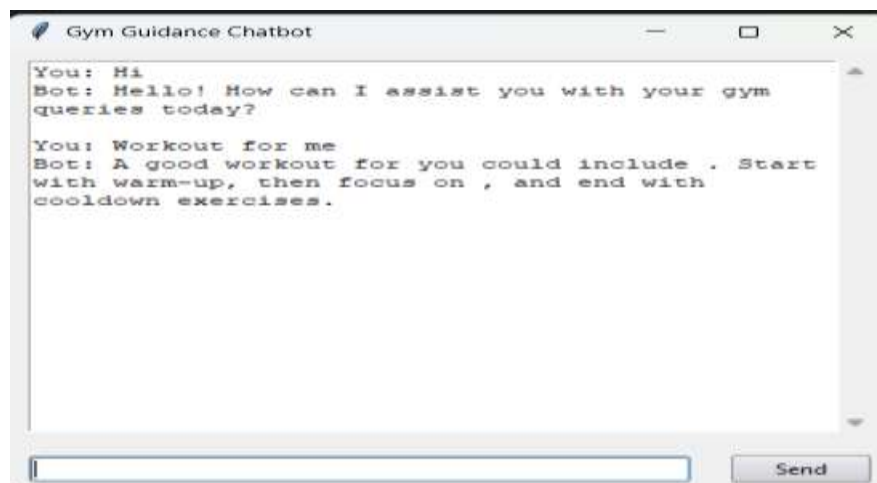 Gym Guidance Chatbot
You: Hi
Bot: Hello! How can I assist you with your gym
queries today?
You: Workout for me
Bot: A good workout for you could include . Start
with warm-up, then focus on , and end with
cooldown exercises.
Send